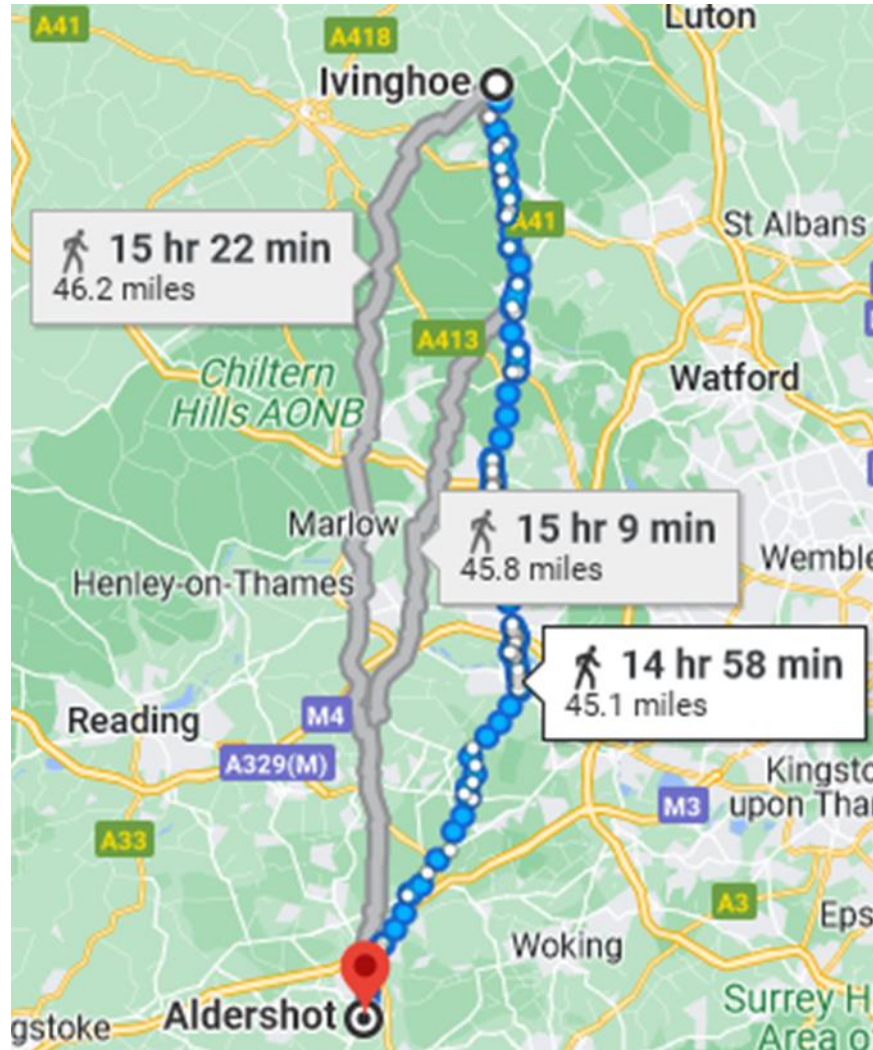 A41
A418
Luton
Ivinghoe
A41
St Albans
15 hr 22 min
46.2 miles
A413
Chiltern
Hills AONB
Watford
Marlow
15 hr 9 min
45.8 miles
Wemble
Henley-on-Thames
14 hr 58 min
45.1 miles
Reading
M4
A329(M)
Kingsto
upon Tha
M3
A33
A3
Eps
Woking
Aldershot
gstoke
Surrey H
Area o